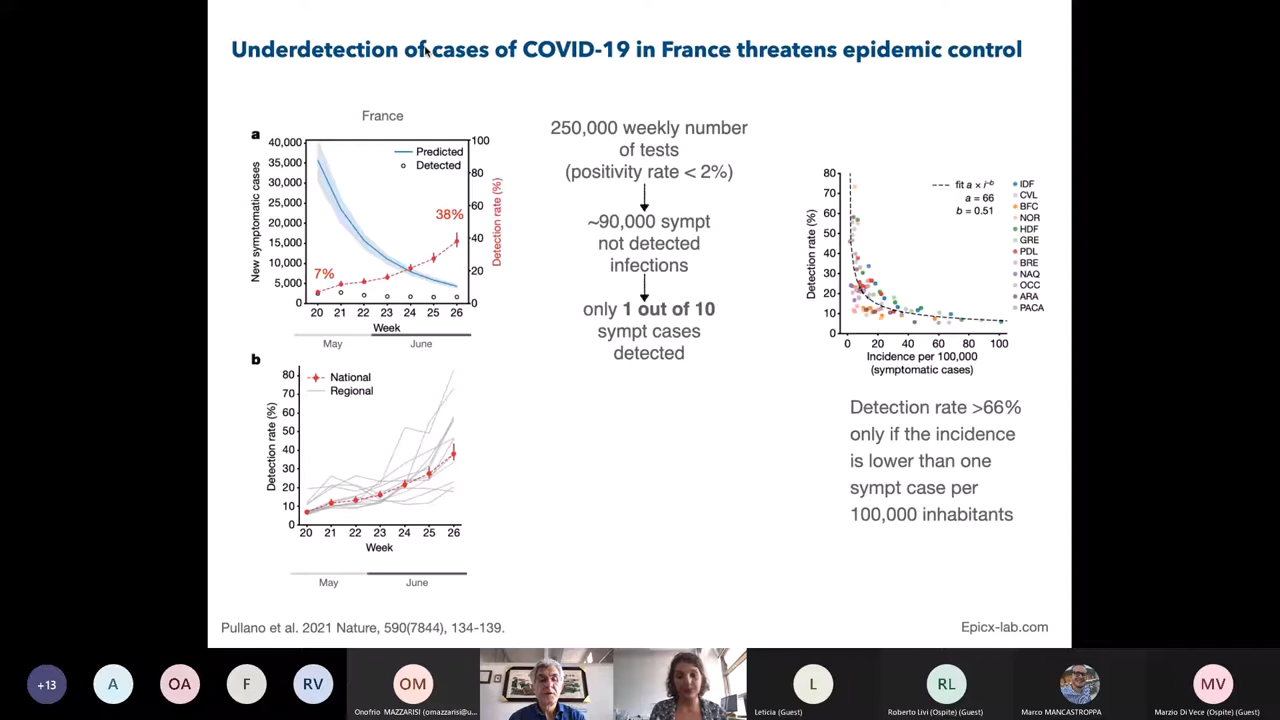 Underdetection of cases of COVID-19 in France threatens epidemic control
France
a
40,000
35,000
30,000
25,000
20,000
15,000
10,000
5,000
0
New symptomatic cases
100
80
60
40
20
0
Detection rate (%)
Predicted
Detected
7%
38%
20 21 22 23 24 25 26
Week
May June
b
80
70
60
50
40
30
20
10
0
Detection rate (%)
National
Regional
20 21 22 23 24 25 26
Week
May June
250,000 weekly number
of tests
(positivity rate < 2%)
~90,000 sympt
not detected
infections
only 1 out of 10
sympt cases
detected
80
70
60
50
40
30
20
10
0
Detection rate (%)
fit a × i⁻ᵇ
a = 66
b = 0.51
IDF
CVL
BFC
NOR
HDF
GRE
PDL
BRE
NAQ
OCC
ARA
PACA
0 20 40 60 80 100
Incidence per 100,000
(symptomatic cases)
Detection rate >66%
only if the incidence
is lower than one
sympt case per
100,000 inhabitants
Pullano et al. 2021 Nature, 590(7844), 134-139.
Epicx-lab.com
+13
A
OA
F
RV
OM
Onofrio MAZZARISI (omazzarisi@u...
L
Leticia (Guest)
RL
Roberto Livi (Ospite) (Guest)
Marco MANCASTROPPA
MV
Marzio Di Vece (Ospite) (Guest)